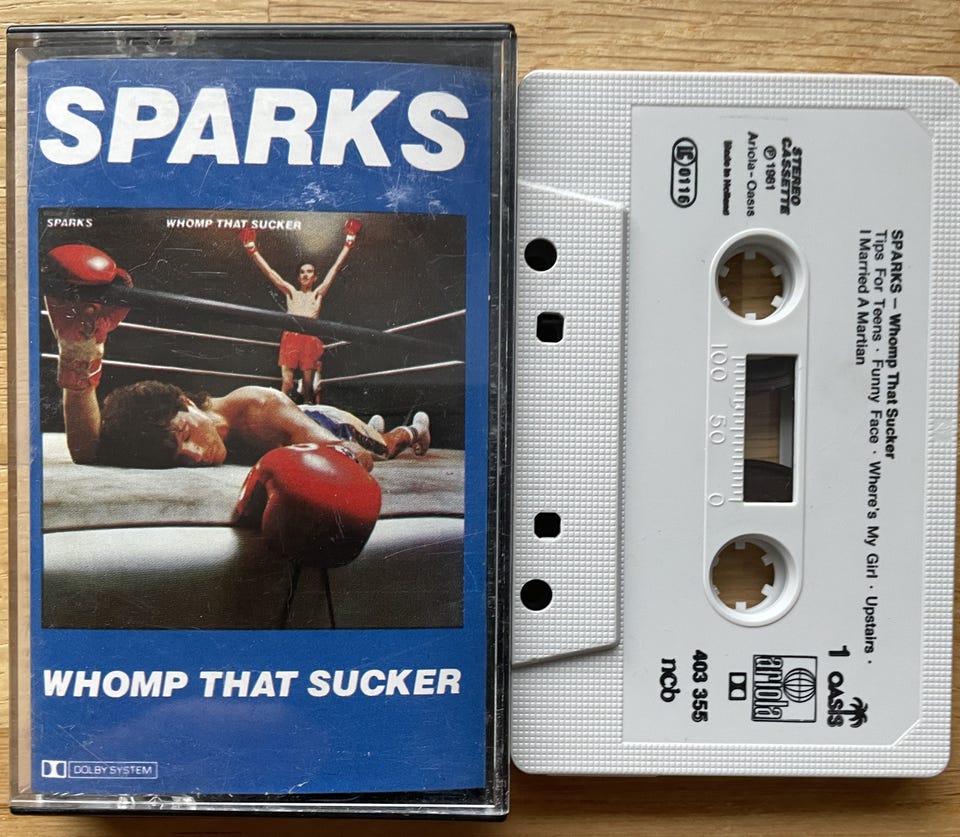 SPARKS
SPARKS
WHOMP THAT SUCKER
WHOMP THAT SUCKER
DOLBY SYSTEM
STEREO
CASSETTE
℗ 1981
Ariola-Oasis
Made in Holland
LC 0116
SPARKS – Whomp That Sucker
Tips For Teens · Funny Face · Where's My Girl · Upstairs ·
I Married A Martian
100 50 0
1
OASIS
ariola
403 355
ncb